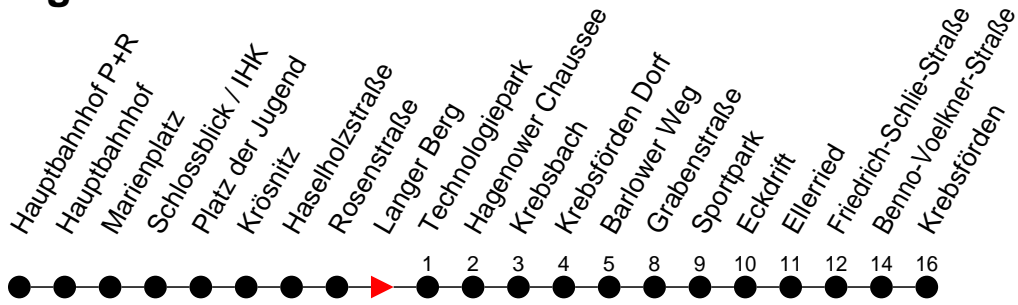 g
Hauptbahnhof P+R
Hauptbahnhof
Marienplatz
Schlossblick / IHK
Platz der Jugend
Krösnitz
Haselholzstraße
Rosenstraße
Langer Berg
Technologiepark
Hagenower Chaussee
Krebsbach
Krebsförden Dorf
Barlower Weg
Grabenstraße
Sportpark
Eckdrift
Ellerried
Friedrich-Schlie-Straße
Benno-Voelkner-Straße
Krebsförden
1 2 3 4 5 8 9 10 11 12 14 16